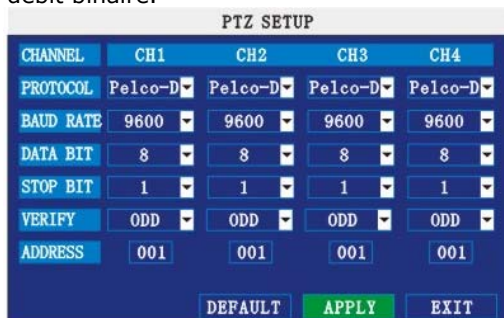 débit binaire.
PTZ SETUP
CHANNEL CH1 CH2 CH3 CH4
PROTOCOL Pelco-D Pelco-D Pelco-D Pelco-D
BAUD RATE 9600 9600 9600 9600
DATA BIT 8 8 8 8
STOP BIT 1 1 1 1
VERIFY ODD ODD ODD ODD
ADDRESS 001 001 001 001
DEFAULT APPLY EXIT